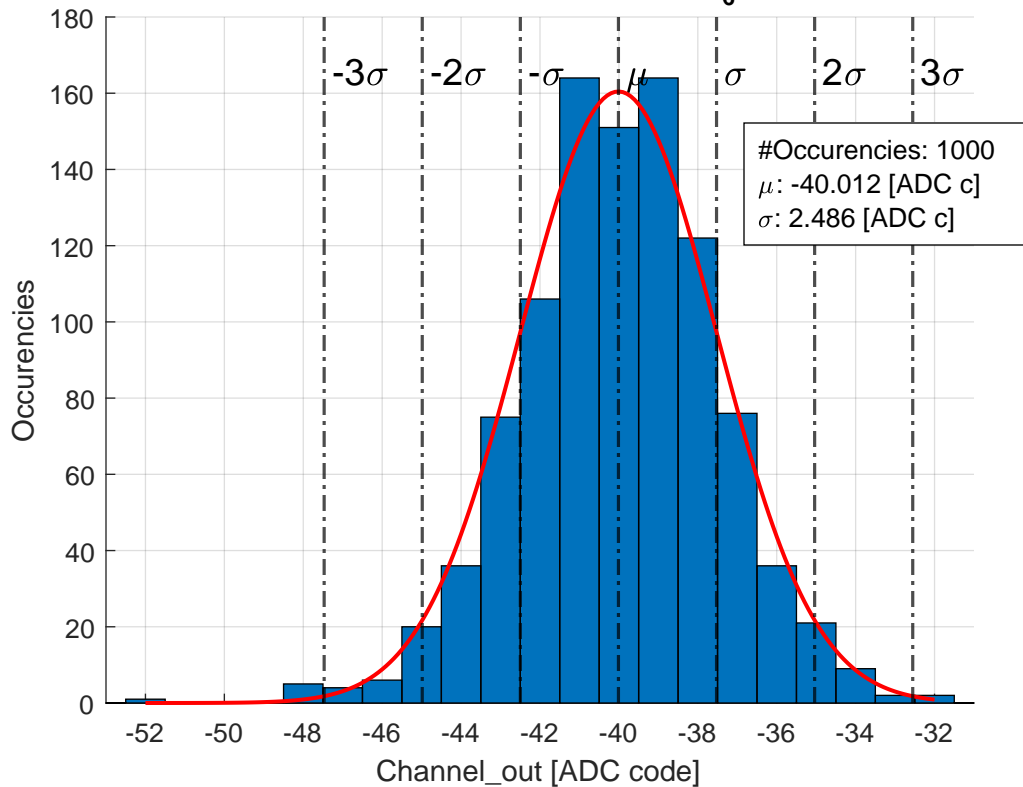 180
160
140
120
100
80
60
40
20
0
Occurencies
-3σ
-2σ
-σ
μ
σ
2σ
3σ
#Occurencies: 1000
μ: -40.012 [ADC c]
σ: 2.486 [ADC c]
-52
-50
-48
-46
-44
-42
-40
-38
-36
-34
-32
Channel_out [ADC code]